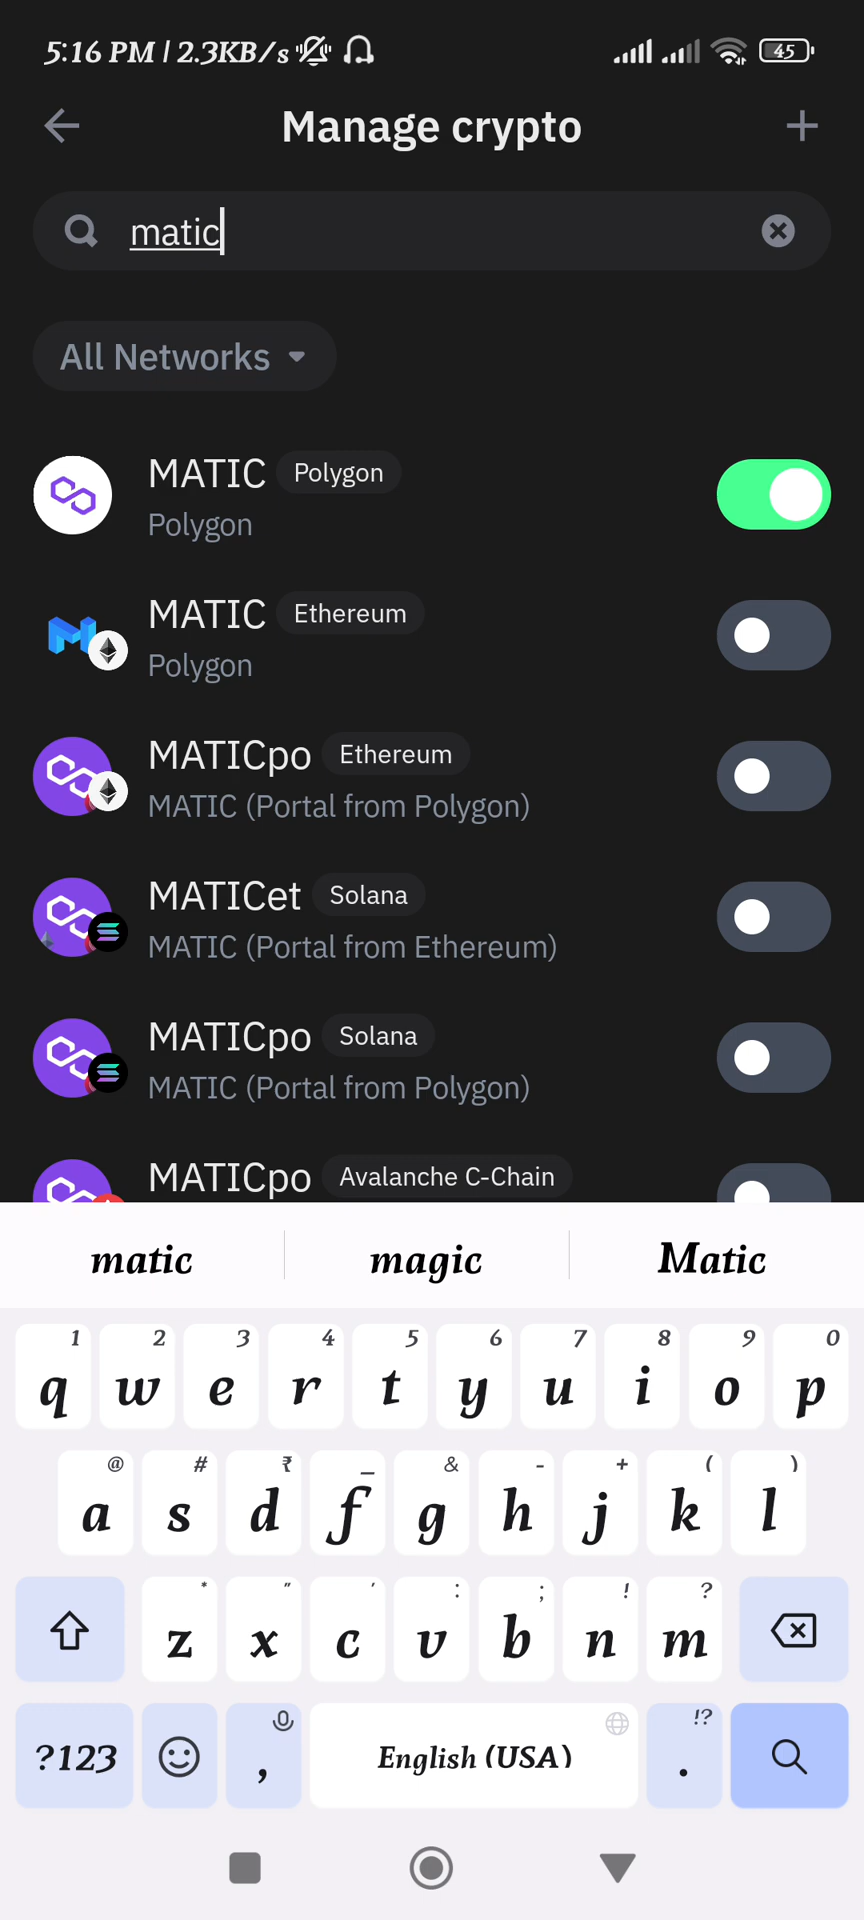 5:16 PM | 2.3KB/s
45
Manage crypto
matic
All Networks
MATIC Polygon
Polygon
MATIC Ethereum
Polygon
MATICpo Ethereum
MATIC (Portal from Polygon)
MATICet Solana
MATIC (Portal from Ethereum)
MATICpo Solana
MATIC (Portal from Polygon)
MATICpo Avalanche C-Chain
matic magic Matic
1 2 3 4 5 6 7 8 9 0
q w e r t y u i o p
@ # ₹ _ & - + ( )
a s d f g h j k l
* " ' : ; ! ?
z x c v b n m
!?
?123 , English (USA) .